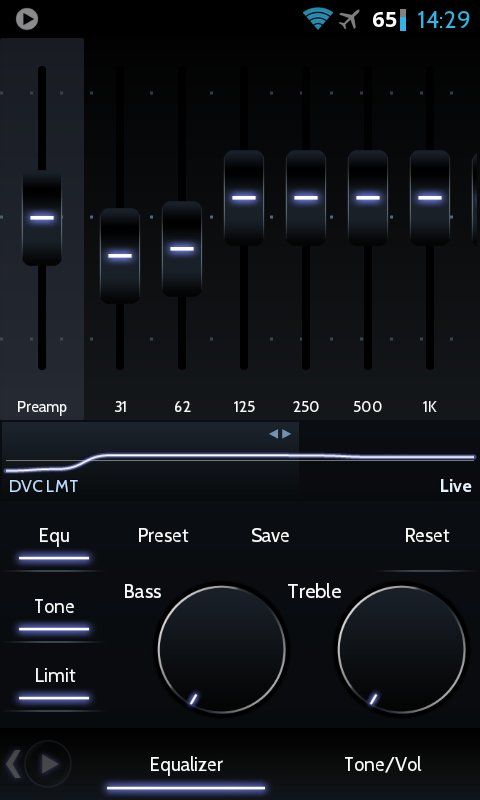 65 14:29
Preamp 31 62 125 250 500 1K
DVC LMT Live
Equ Preset Save Reset
Bass Treble
Tone
Limit
Equalizer Tone/Vol